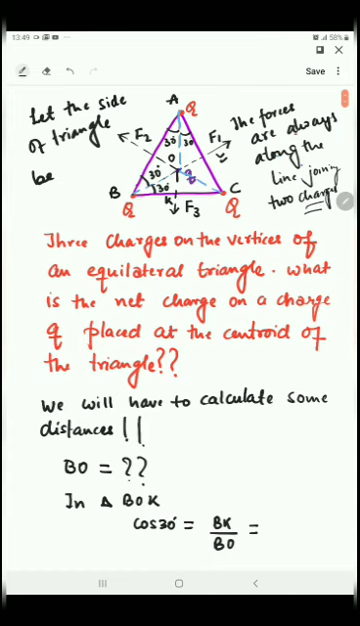 13:49
58%
Save
Let the side
of triangle
be
A
Q
F2
F1
30° 30
The forces
are always
along the
line joining
two charges
O
30°
30°
q
B
K
C
Q
F3
Q
Three charges on the vertices of
an equilateral triangle. What
is the net charge on a charge
q placed at the centroid of
the triangle??
We will have to calculate some
distances!!
BO = ??
In Δ BOK
Cos30° = BK/BO =